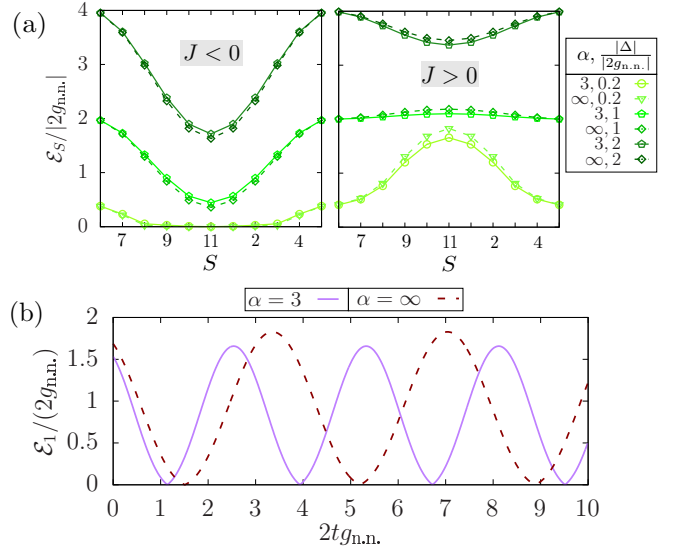 (a)
4
3
2
1
0
ℰ_S/|2g_n.n.|
J < 0
J > 0
7 9 11 2 4
S
7 9 11 2 4
S
α, |Δ|/|2g_n.n.|
3, 0.2
∞, 0.2
3, 1
∞, 1
3, 2
∞, 2
(b)
α = 3
α = ∞
2
1.5
1
0.5
0
ℰ_1/(2g_n.n.)
0 1 2 3 4 5 6 7 8 9 10
2tg_n.n.